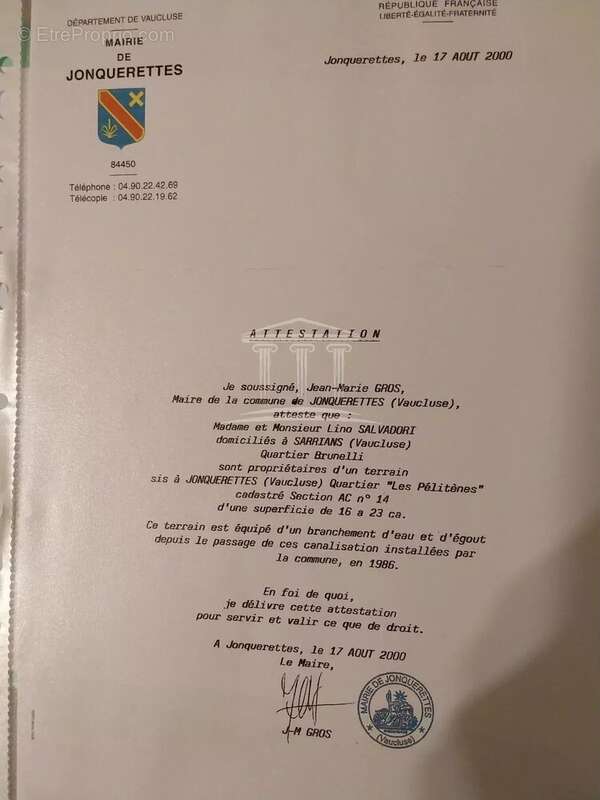 © EtreProprio.com
DÉPARTEMENT DE VAUCLUSE
MAIRIE
DE
JONQUERETTES
84450
Téléphone : 04.90.22.42.69
Télécopie : 04.90.22.19.62
RÉPUBLIQUE FRANÇAISE
LIBERTÉ-ÉGALITÉ-FRATERNITÉ
Jonquerettes, le 17 AOUT 2000
ATTESTATION
Je soussigné, Jean-Marie GROS,
Maire de la commune de JONQUERETTES (Vaucluse),
atteste que :
Madame et Monsieur Lino SALVADORI
domiciliés à SARRIANS (Vaucluse)
Quartier Brunelli
sont propriétaires d'un terrain
sis à JONQUERETTES (Vaucluse) Quartier "Les Pélitènes"
cadastré Section AC n° 14
d'une superficie de 16 a 23 ca.
Ce terrain est équipé d'un branchement d'eau et d'égout
depuis le passage de ces canalisation installées par
la commune, en 1986.
En foi de quoi,
je délivre cette attestation
pour servir et valir ce que de droit.
A Jonquerettes, le 17 AOUT 2000
Le Maire,
J-M GROS
MAIRIE DE JONQUERETTES
(Vaucluse)